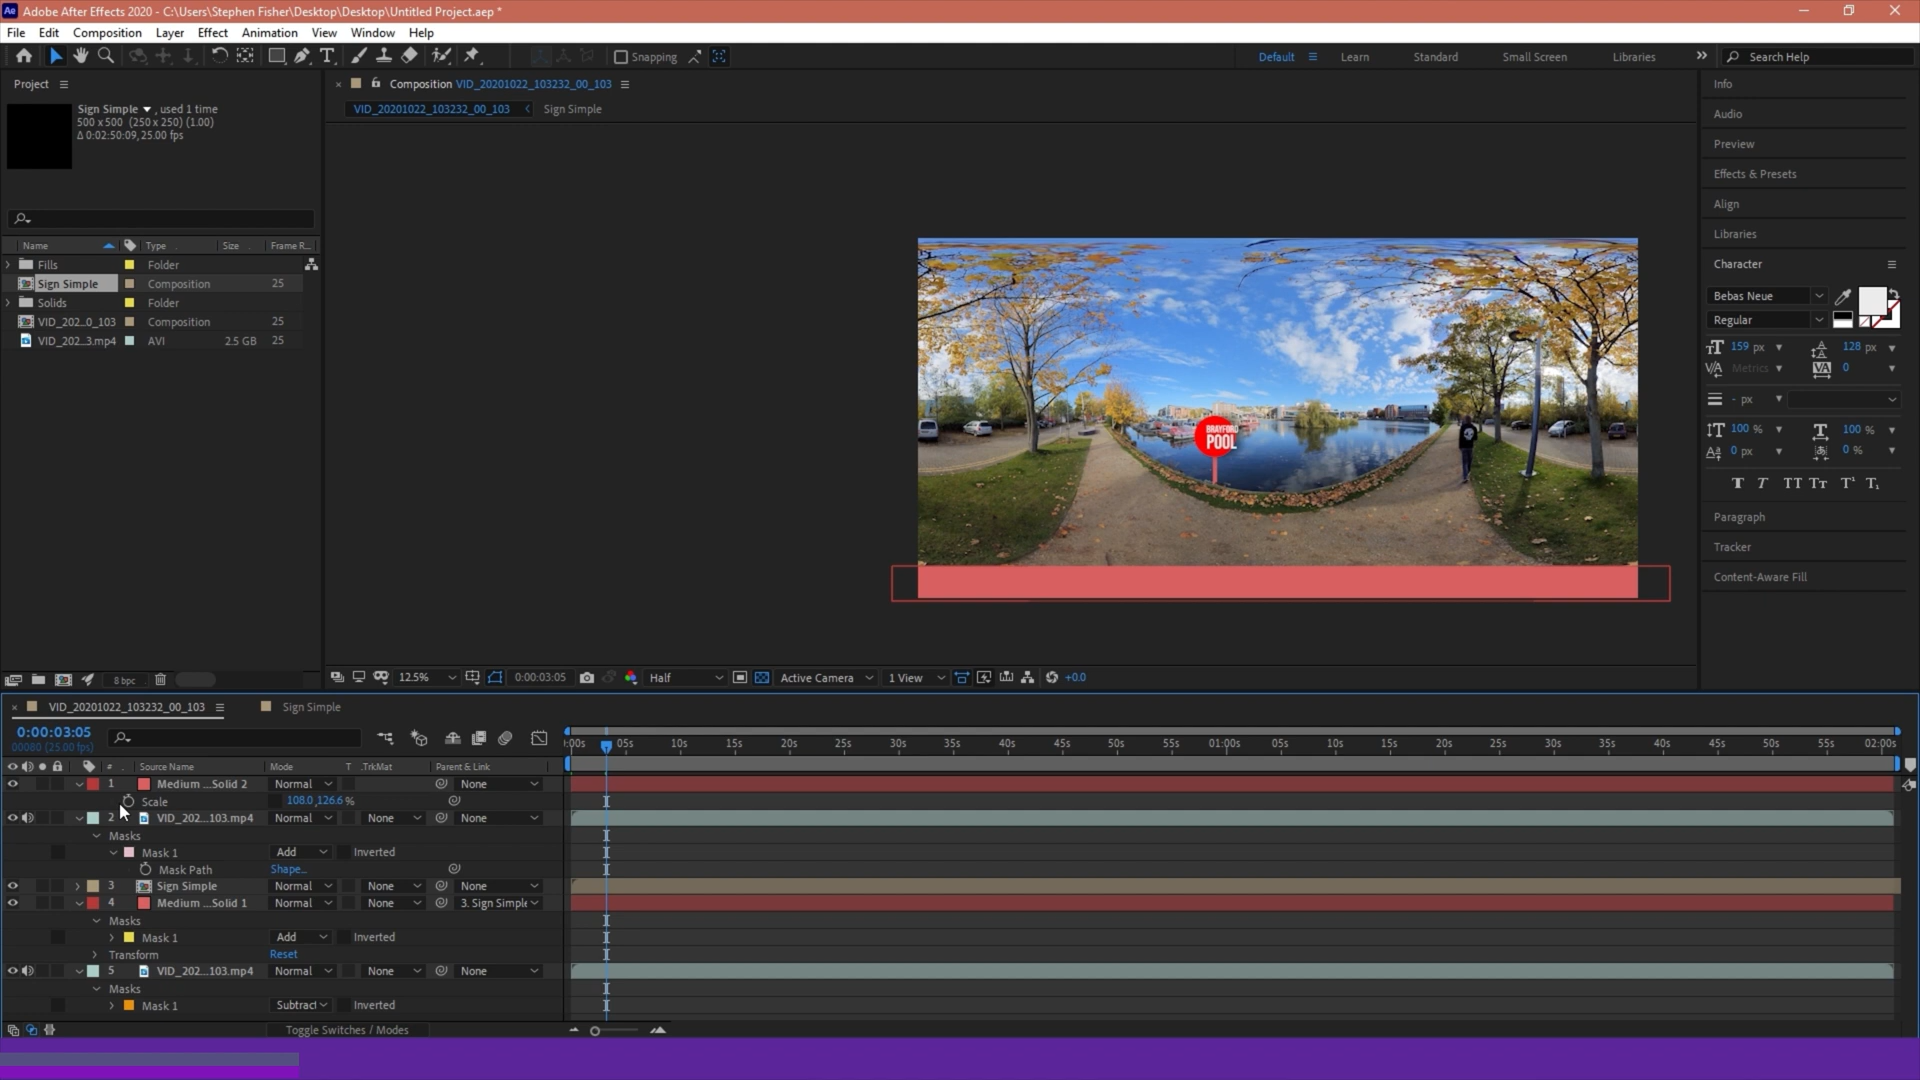 Adobe After Effects 2020 - C:\Users\Stephen Fisher\Desktop\Desktop\Untitled Project.aep *
File Edit Composition Layer Effect Animation View Window Help
Snapping
Default Learn Standard Small Screen Libraries Search Help
Project
Sign Simple , used 1 time
500 x 500 (250 x 250) (1.00)
Δ 0:02:50:09, 25.00 fps
Name Type Size Frame R...
Fills Folder
Sign Simple Composition 25
Solids Folder
VID_202...0_103 Composition 25
VID_202...3.mp4 AVI 2.5 GB 25
8 bpc
Composition VID_20201022_103232_00_103
VID_20201022_103232_00_103 Sign Simple
BRAYFORD
POOL
12.5% 0:00:03:05 Half Active Camera 1 View +0.0
Info
Audio
Preview
Effects & Presets
Align
Libraries
Character
Bebas Neue
Regular
159 px 128 px
Metrics 0
- px
100 % 100 %
0 px 0 %
Paragraph
Tracker
Content-Aware Fill
VID_20201022_103232_00_103 Sign Simple
0:00:03:05
00080 (25.00 fps)
:00s 05s 10s 15s 20s 25s 30s 35s 40s 45s 50s 55s 01:00s 05s 10s 15s 20s 25s 30s 35s 40s 45s 50s 55s 02:00s
# Source Name Mode T .TrkMat Parent & Link
1 Medium ...Solid 2 Normal None
Scale 108.0,126.6 %
2 VID_202...103.mp4 Normal None None
Masks
Mask 1 Add Inverted
Mask Path Shape...
3 Sign Simple Normal None None
4 Medium ...Solid 1 Normal None 3. Sign Simple
Masks
Mask 1 Add Inverted
Transform Reset
5 VID_202...103.mp4 Normal None None
Masks
Mask 1 Subtract Inverted
Toggle Switches / Modes